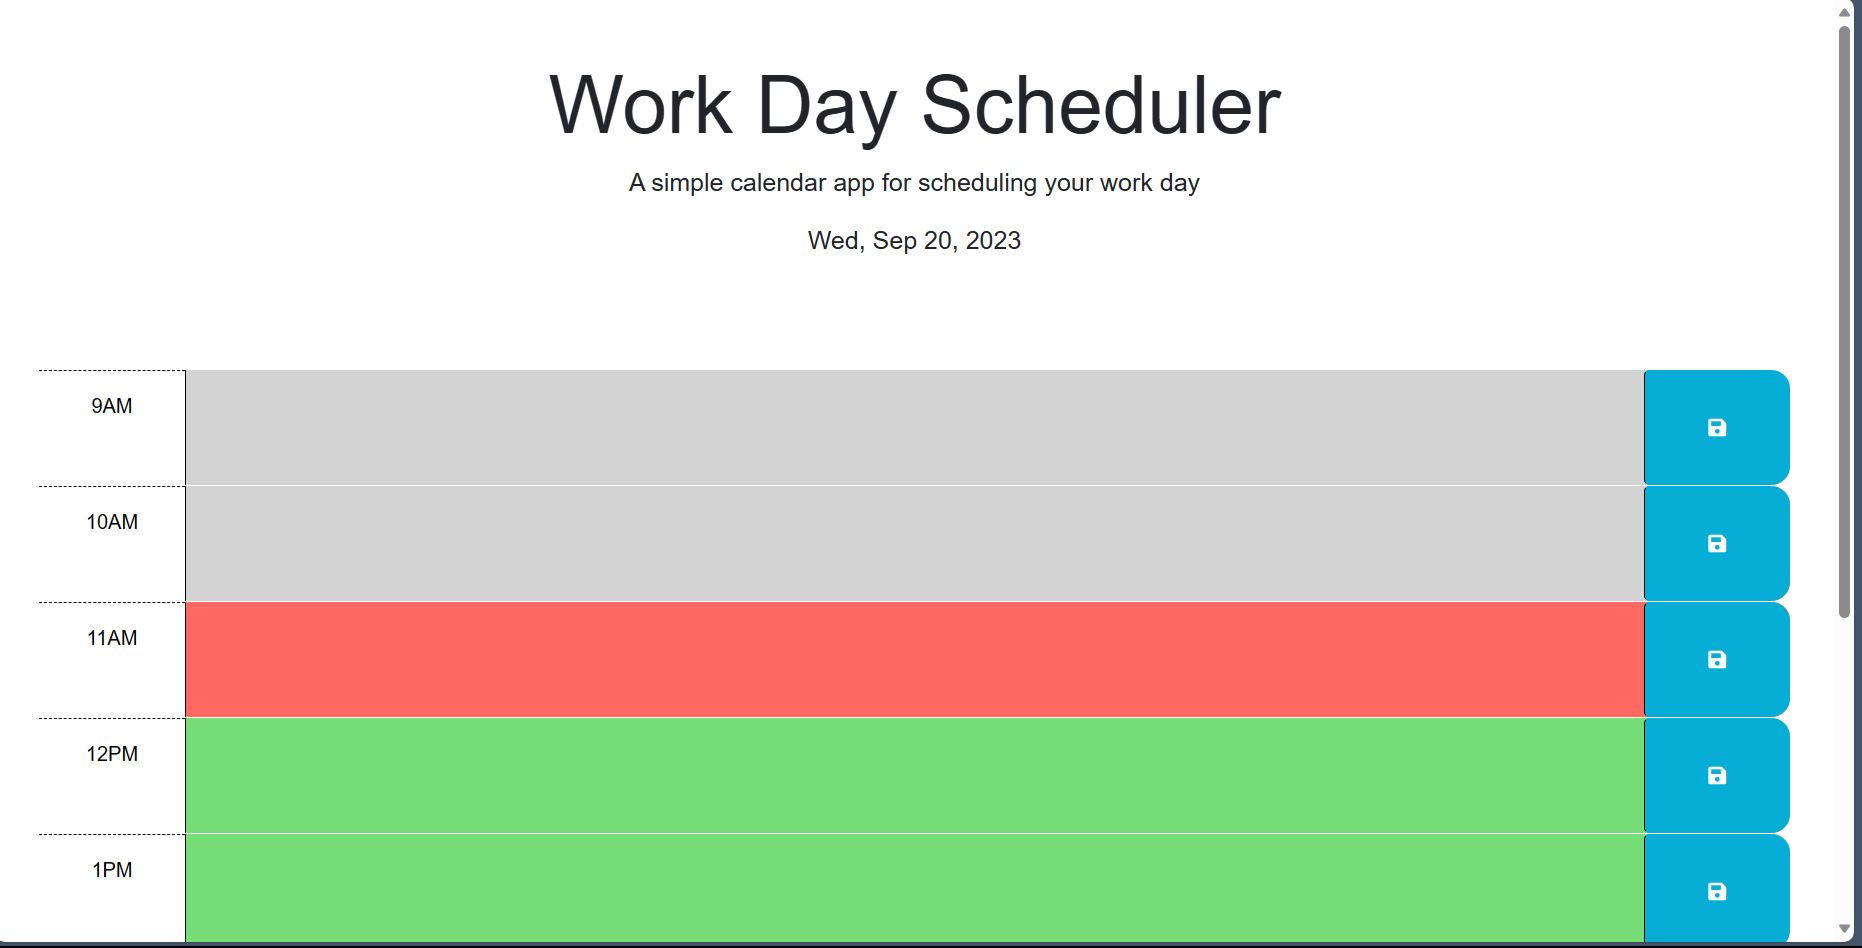 Work Day Scheduler
A simple calendar app for scheduling your work day
Wed, Sep 20, 2023
9AM
10AM
11AM
12PM
1PM